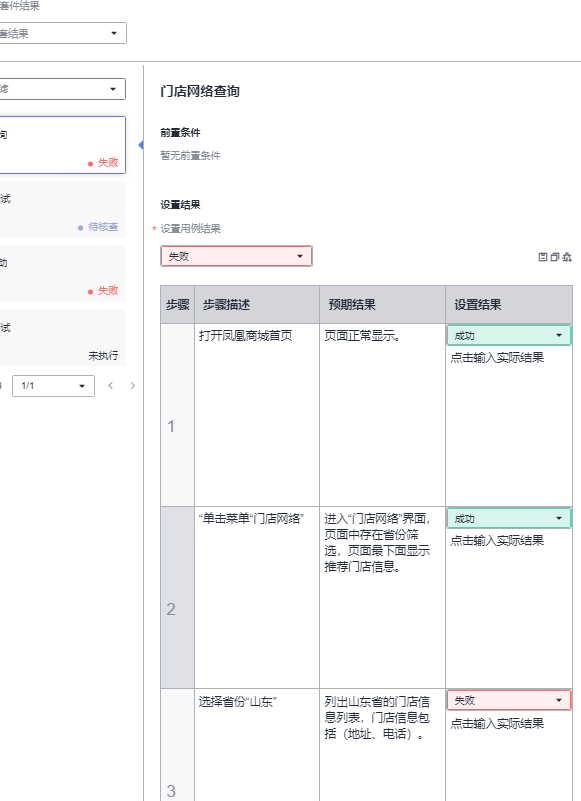 套件结果
套结果
滤
门店网络查询
前置条件
暂无前置条件
设置结果
* 设置用例结果
失败
询
失败
试
待核查
助
失败
试
未执行
1/1
步骤 步骤描述 预期结果 设置结果
1
打开凤凰商城首页
页面正常显示。
成功
点击输入实际结果
2
“单击菜单“门店网络”
进入“门店网络”界面，
页面中存在省份筛
选，页面最下面显示
推荐门店信息。
成功
点击输入实际结果
3
选择省份“山东”
列出山东省的门店信
息列表，门店信息包
括（地址、电话）。
失败
点击输入实际结果